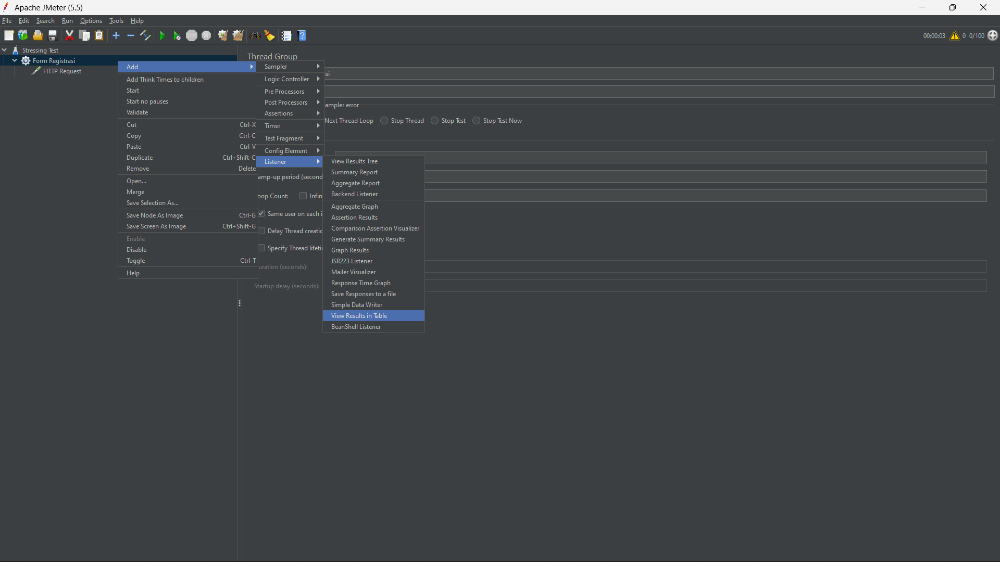 Apache JMeter (5.5)
File Edit Search Run Options Tools Help
00:00:03 0 0/100
Stressing Test
Form Registrasi
HTTP Request
Add
Add Think Times to children
Start
Start no pauses
Validate
Cut Ctrl-X
Copy Ctrl-C
Paste Ctrl-V
Duplicate Ctrl+Shift-C
Remove Delete
Open...
Merge
Save Selection As...
Save Node As Image Ctrl-G
Save Screen As Image Ctrl+Shift-G
Enable
Disable
Toggle Ctrl-T
Help
Sampler
Logic Controller
Pre Processors
Post Processors
Assertions
Timer
Test Fragment
Config Element
Listener
View Results Tree
Summary Report
Aggregate Report
Backend Listener
Aggregate Graph
Assertion Results
Comparison Assertion Visualizer
Generate Summary Results
Graph Results
JSR223 Listener
Mailer Visualizer
Response Time Graph
Save Responses to a file
Simple Data Writer
View Results in Table
BeanShell Listener
Thread Group
si
ampler error
Next Thread Loop Stop Thread Stop Test Stop Test Now
amp-up period (second
oop Count: Infin
Same user on each i
Delay Thread creatic
Specify Thread lifeti
uration (seconds):
Startup delay (seconds):